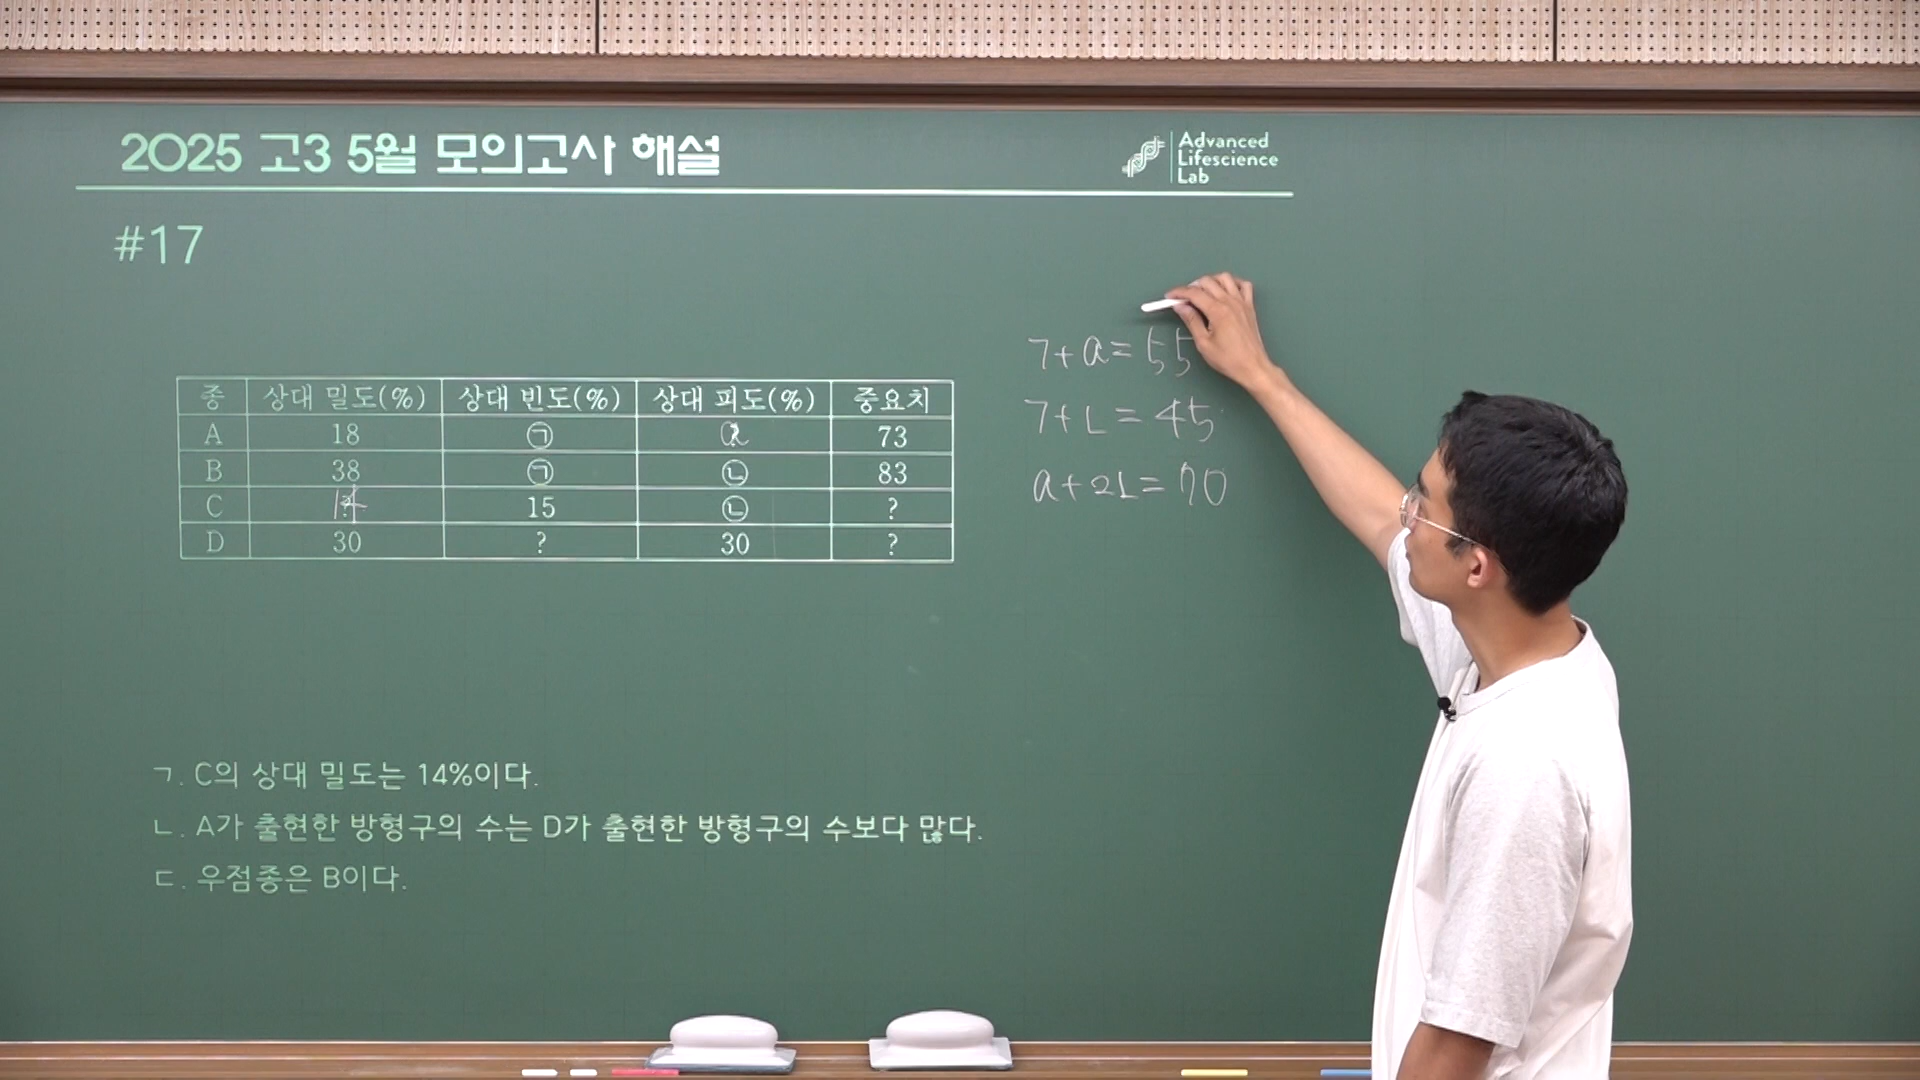 2025 고3 5월 모의고사 해설
Advanced
Lifescience
Lab
#17
종 상대 밀도(%) 상대 빈도(%) 상대 피도(%) 중요치
A 18 ㉠ a 73
B 38 ㉠ ㉡ 83
C 14 15 ㉡ ?
D 30 ? 30 ?
ㄱ+a=55
ㄱ+ㄴ=45
a+2ㄴ=70
ㄱ. C의 상대 밀도는 14%이다.
ㄴ. A가 출현한 방형구의 수는 D가 출현한 방형구의 수보다 많다.
ㄷ. 우점종은 B이다.